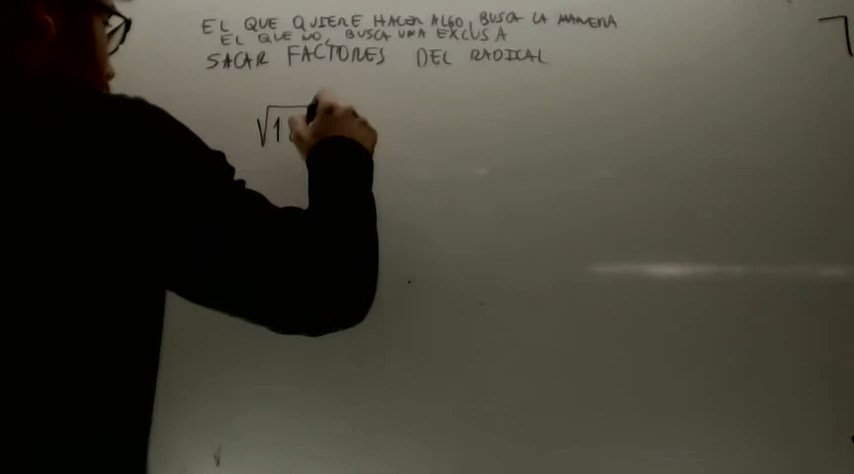 EL QUE QUIERE HACER ALGO, BUSCA LA MANERA
EL QUE NO, BUSCA UNA EXCUSA
SACAR FACTORES DEL RADICAL
√1